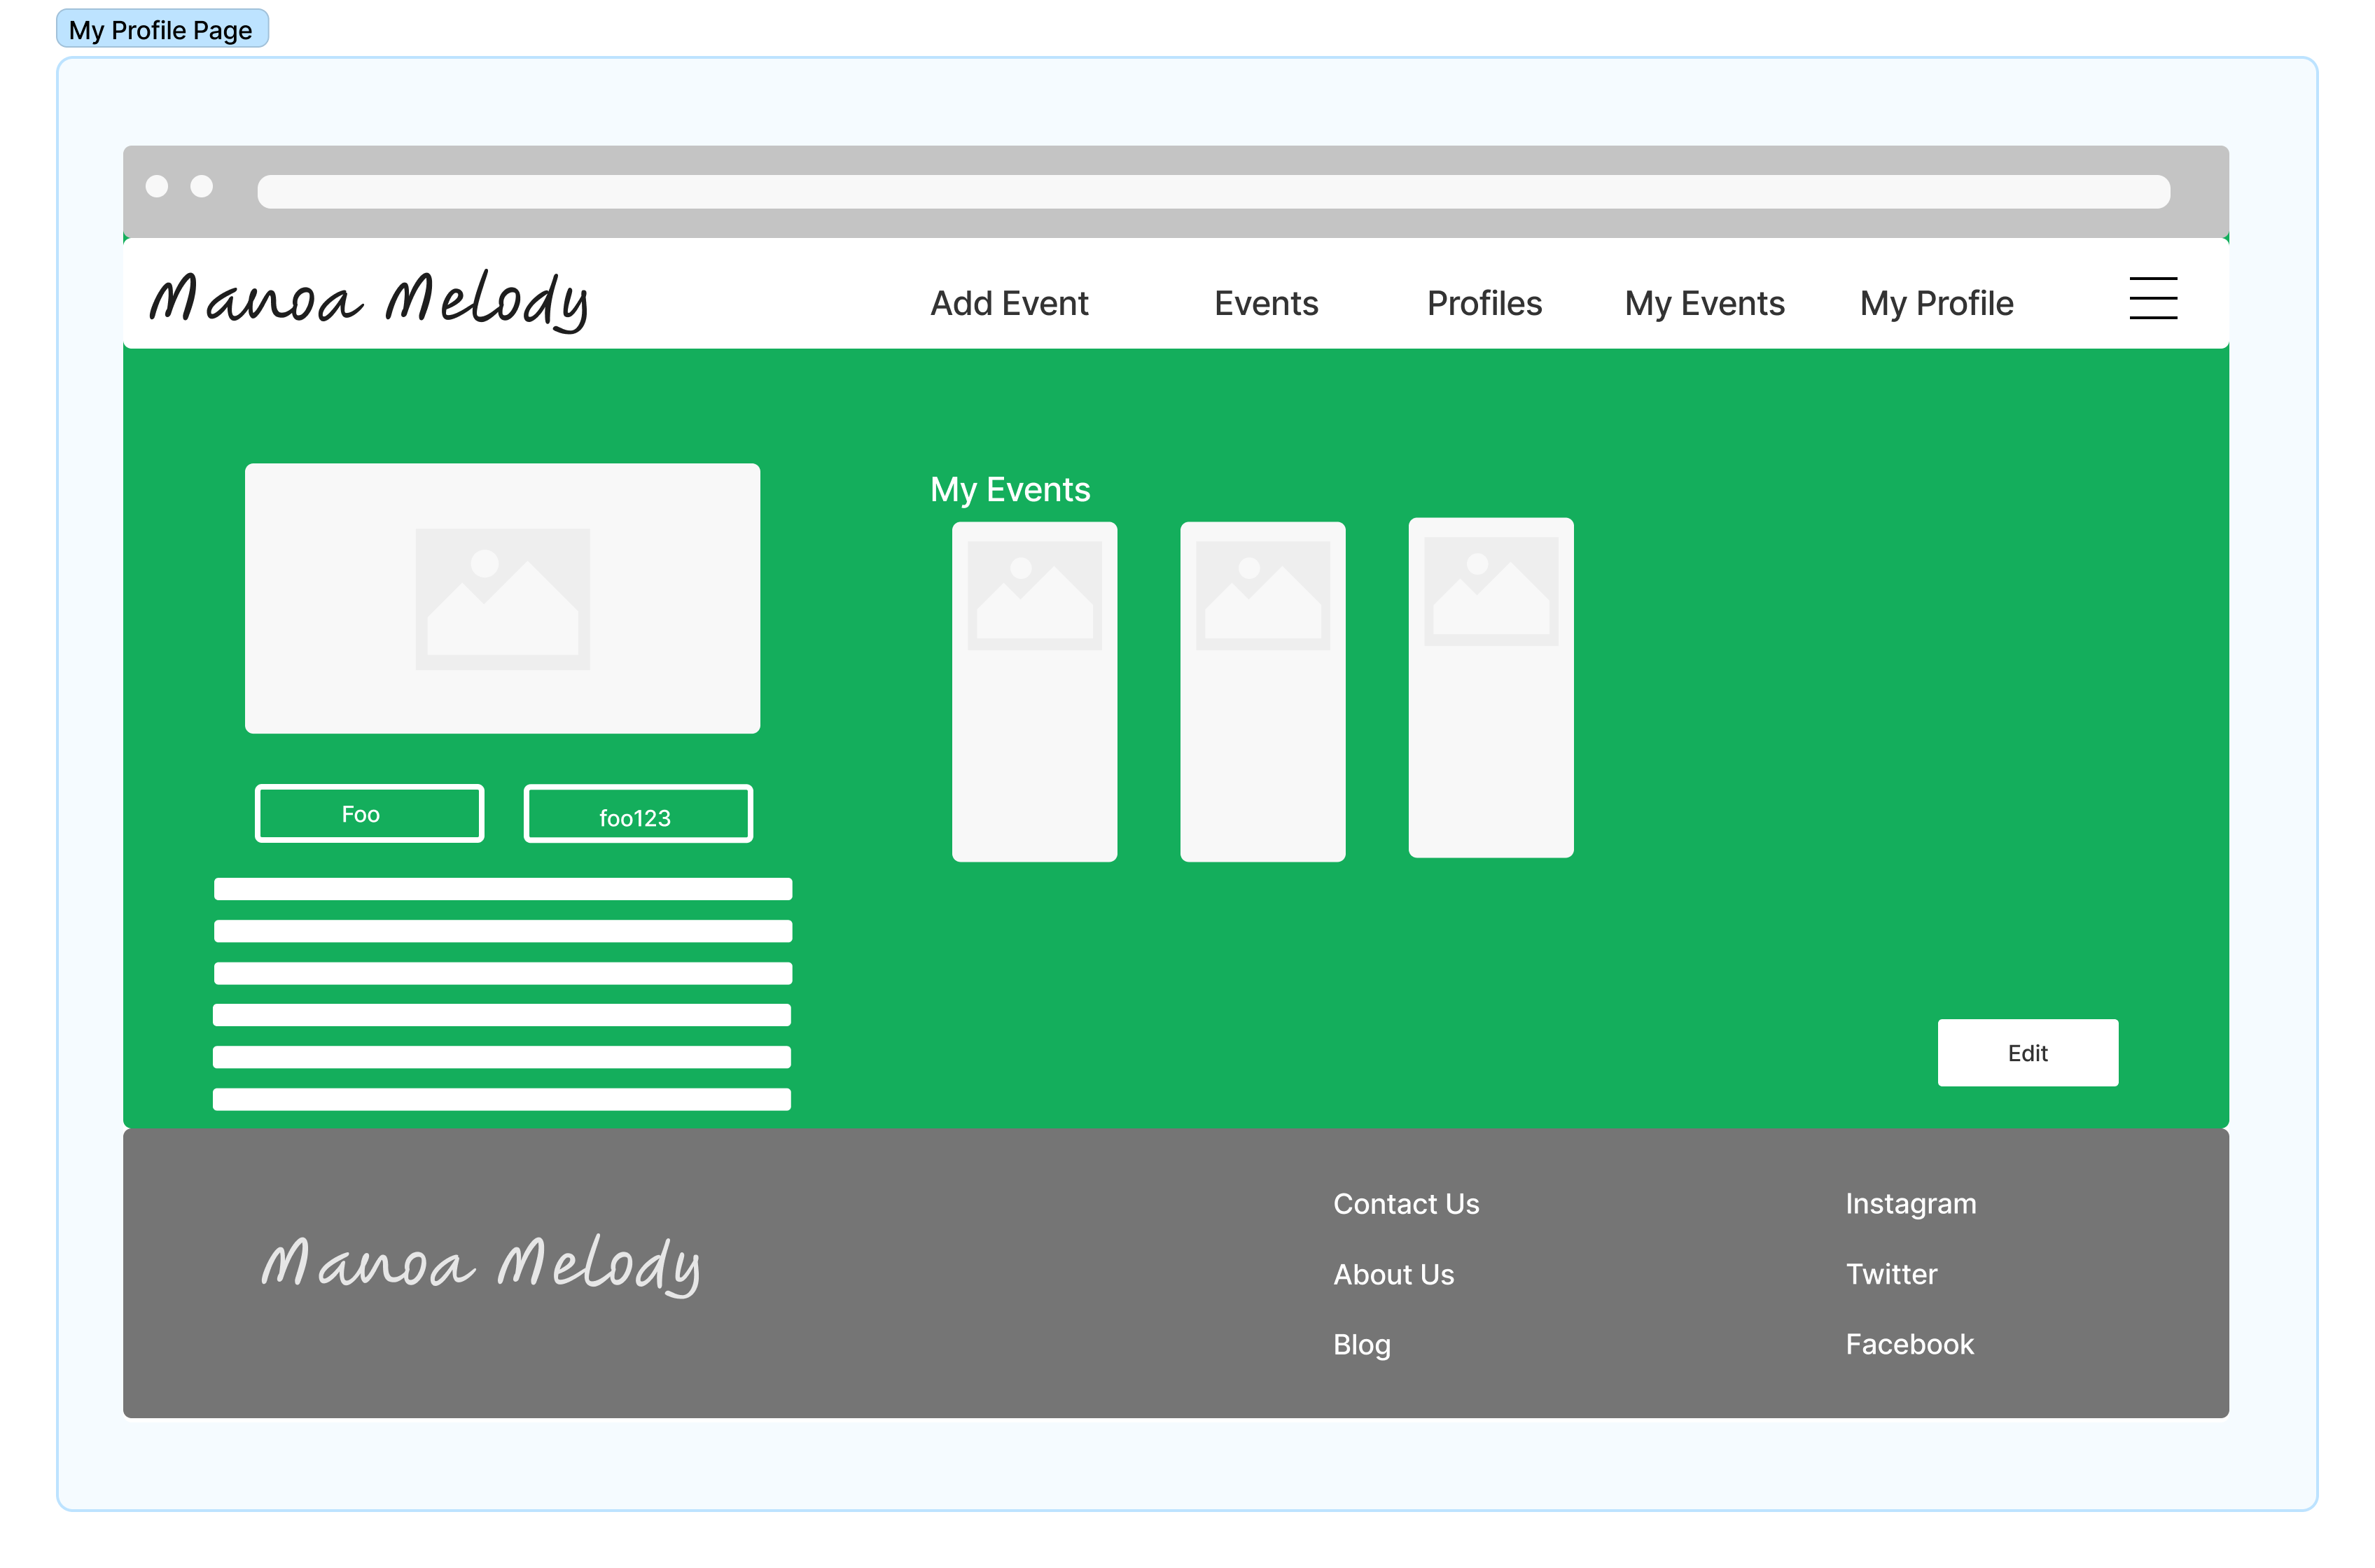 My Profile Page
Manoa Melody
Add Event
Events
Profiles
My Events
My Profile
My Events
Foo
foo123
Edit
Manoa Melody
Contact Us
About Us
Blog
Instagram
Twitter
Facebook